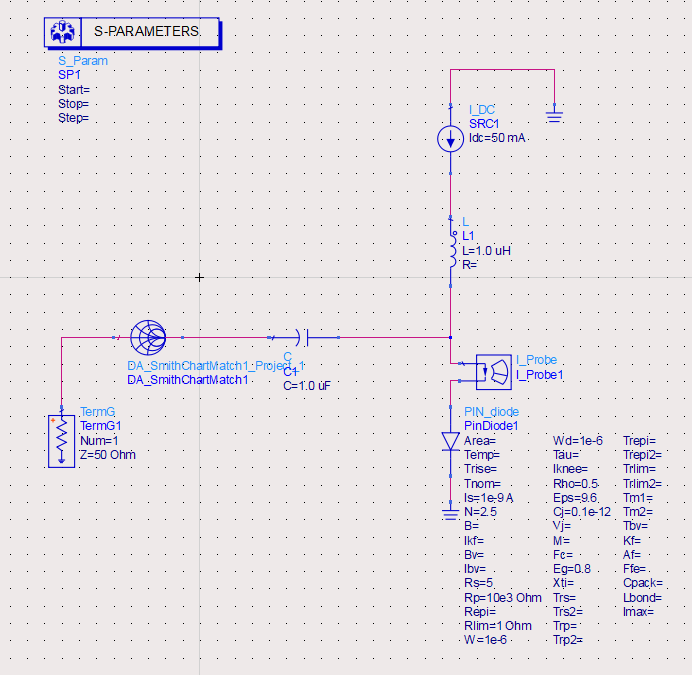 S-PARAMETERS
S_Param
SP1
Start=
Stop=
Step=
I_DC
SRC1
Idc=50 mA
L
L1
L=1.0 uH
R=
DA_SmithChartMatch1_Project_1
DA_SmithChartMatch1
C
C1
C=1.0 uF
I_Probe
I_Probe1
TermG
TermG1
Num=1
Z=50 Ohm
PIN_diode
PinDiode1
Area=
Temp=
Trise=
Tnom=
Is=1e-9 A
N=2.5
B=
Ikf=
Bv=
Ibv=
Rs=5
Rp=10e3 Ohm
Repi=
Rlim=1 Ohm
W=1e-6
Wd=1e-6
Tau=
Iknee=
Rho=0.5
Eps=9.6
Cj=0.1e-12
Vj=
M=
Fc=
Eg=0.8
Xti=
Trs=
Trs2=
Trp=
Trp2=
Trepi=
Trepi2=
Trlim=
Trlim2=
Tm1=
Tm2=
Tbv=
Kf=
Af=
Ffe=
Cpack=
Lbond=
Imax=